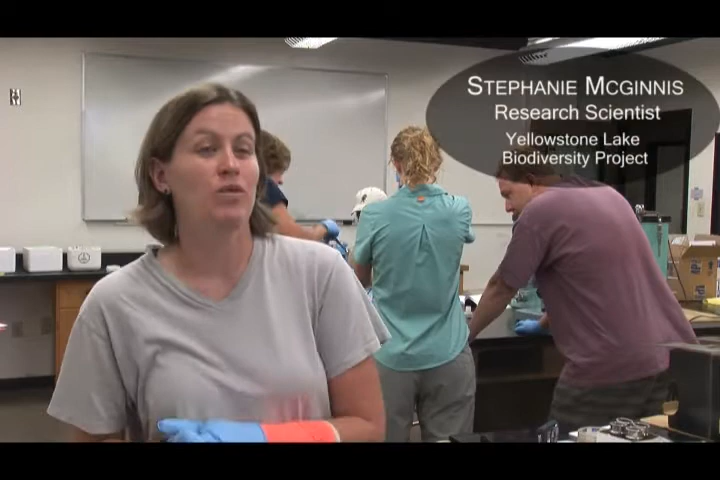 STEPHANIE MCGINNIS
Research Scientist
Yellowstone Lake
Biodiversity Project